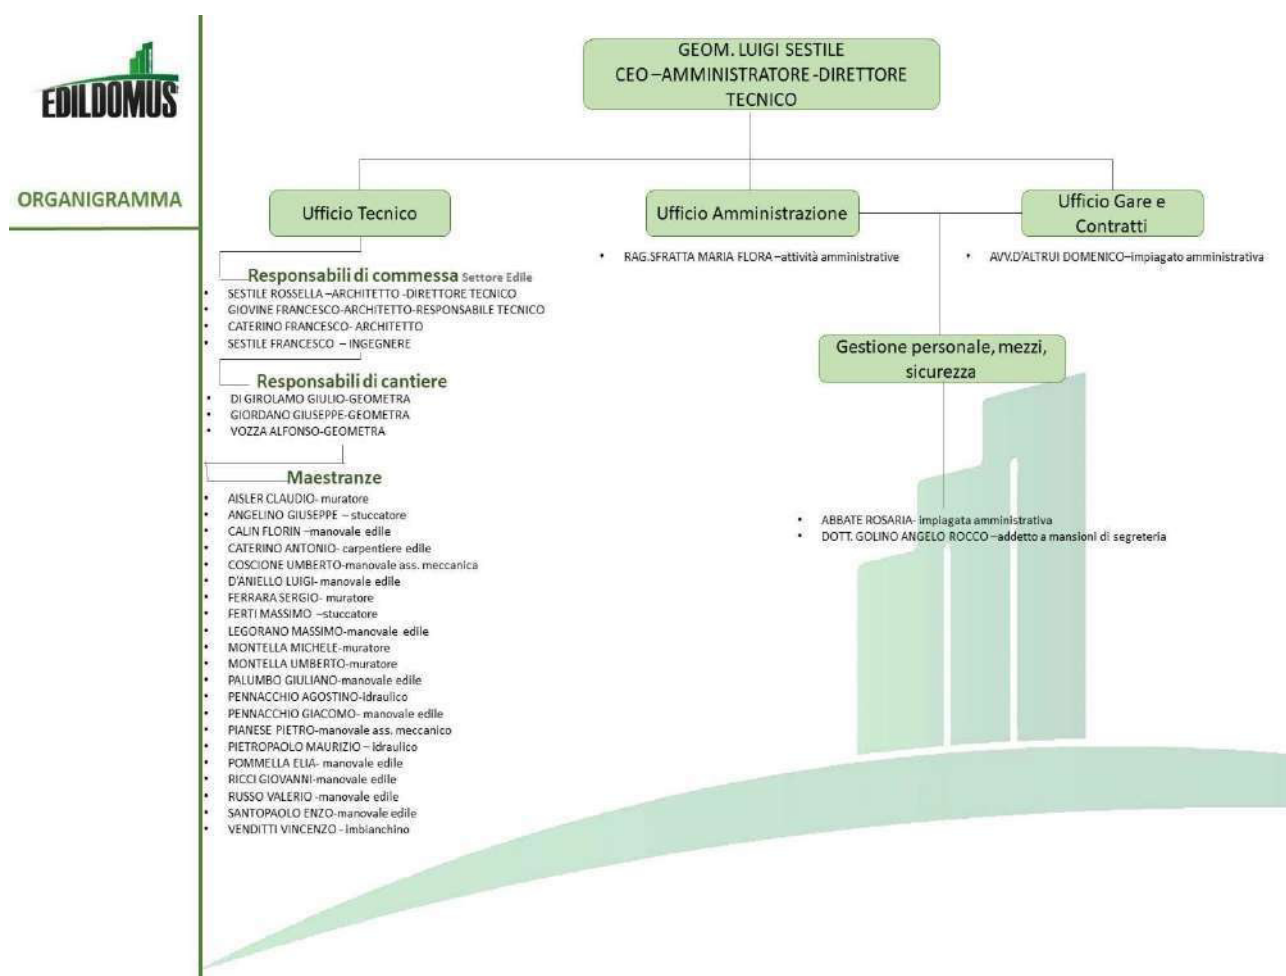 EDILDOMUS
ORGANIGRAMMA
GEOM. LUIGI SESTILE
CEO –AMMINISTRATORE -DIRETTORE
TECNICO
Ufficio Tecnico
Ufficio Amministrazione
Ufficio Gare e
Contratti
• RAG.SFRATTA MARIA FLORA –attività amministrative
• AVV.D'ALTRUI DOMENICO–impiagato amministrativa
Responsabili di commessa Settore Edile
• SESTILE ROSSELLA –ARCHITETTO -DIRETTORE TECNICO
• GIOVINE FRANCESCO-ARCHITETTO-RESPONSABILE TECNICO
• CATERINO FRANCESCO- ARCHITETTO
• SESTILE FRANCESCO – INGEGNERE
Gestione personale, mezzi,
sicurezza
Responsabili di cantiere
• DI GIROLAMO GIULIO-GEOMETRA
• GIORDANO GIUSEPPE-GEOMETRA
• VOZZA ALFONSO-GEOMETRA
Maestranze
• AISLER CLAUDIO- muratore
• ANGELINO GIUSEPPE – stuccatore
• CALIN FLORIN –manovale edile
• CATERINO ANTONIO- carpentiere edile
• COSCIONE UMBERTO-manovale ass. meccanica
• D'ANIELLO LUIGI- manovale edile
• FERRARA SERGIO- muratore
• FERTI MASSIMO –stuccatore
• LEGORANO MASSIMO-manovale edile
• MONTELLA MICHELE-muratore
• MONTELLA UMBERTO-muratore
• PALUMBO GIULIANO-manovale edile
• PENNACCHIO AGOSTINO-idraulico
• PENNACCHIO GIACOMO- manovale edile
• PIANESE PIETRO-manovale ass. meccanico
• PIETROPAOLO MAURIZIO – idraulico
• POMMELLA ELIA- manovale edile
• RICCI GIOVANNI-manovale edile
• RUSSO VALERIO -manovale edile
• SANTOPAOLO ENZO-manovale edile
• VENDITTI VINCENZO - imbianchino
• ABBATE ROSARIA- impiagata amministrativa
• DOTT. GOLINO ANGELO ROCCO –addetto a mansioni di segreteria